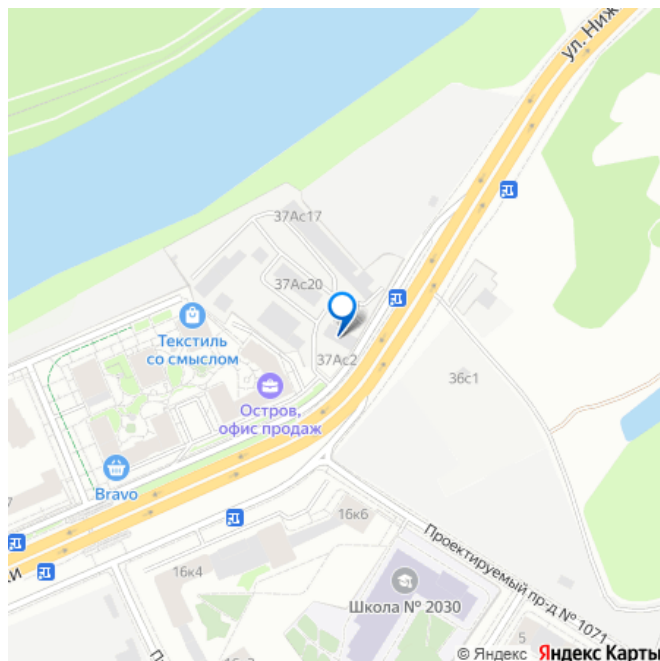 ул. Ниж
37Ас17
37Ас20
Текстиль
со смыслом
37Ас2
36с1
Остров,
офис продаж
Bravo
7
16к6
Проектируемый пр-д № 1071
16к4
Школа № 2030
5
© Яндекс Яндекс Карты